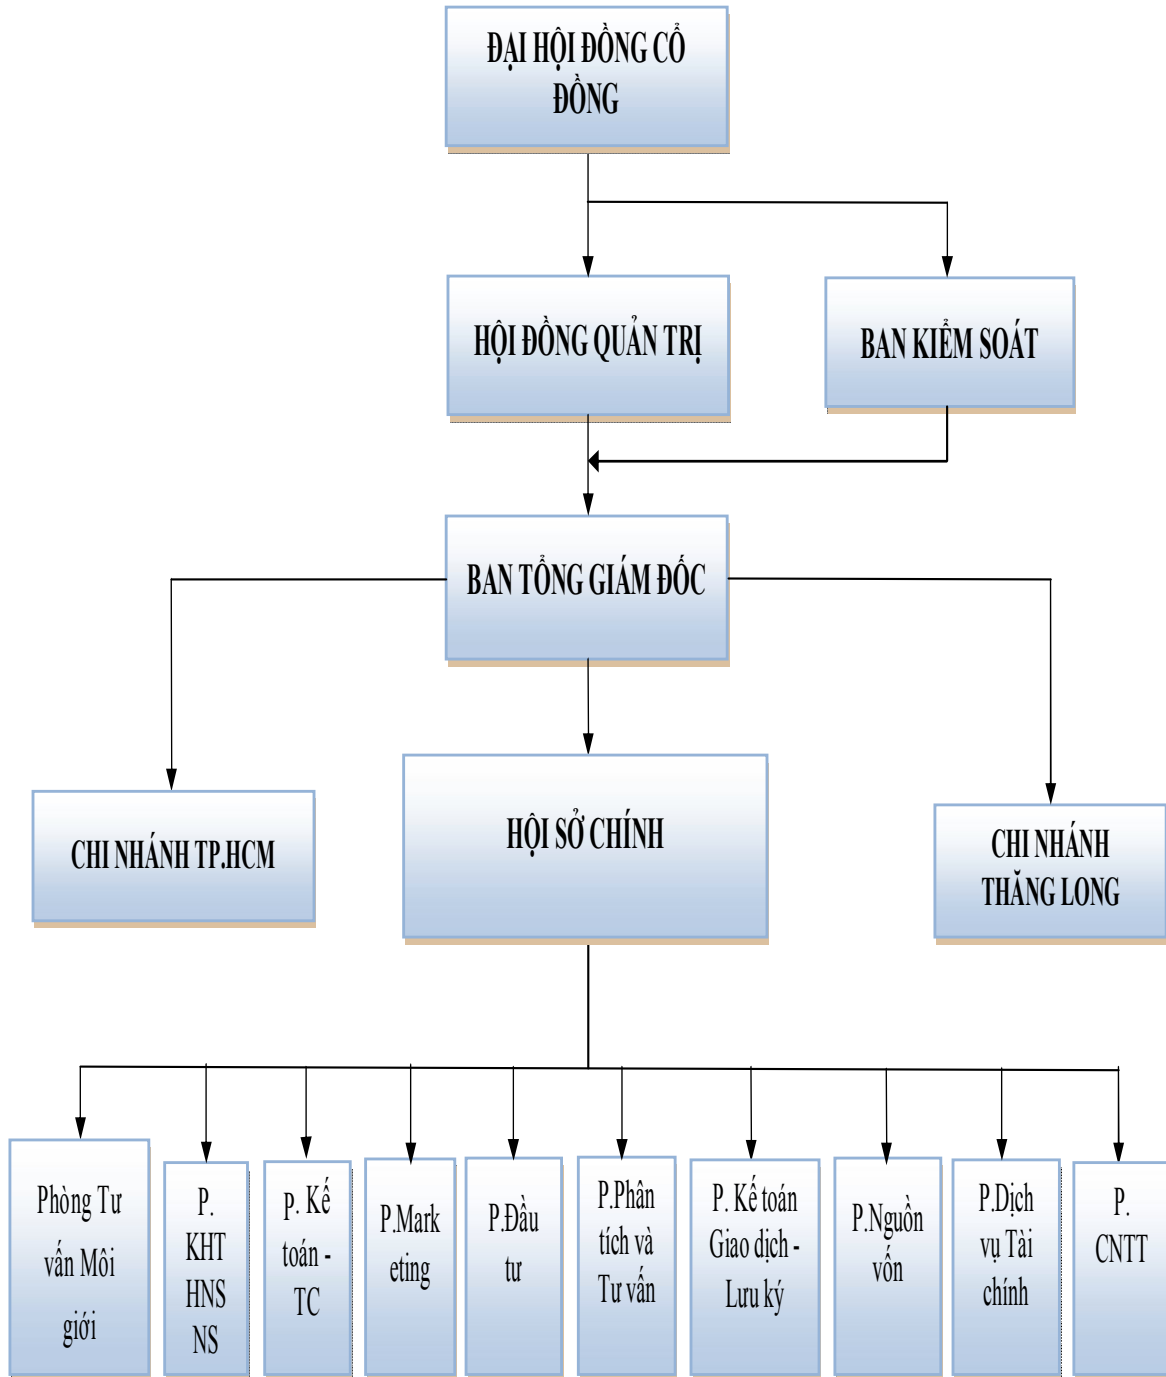 ĐẠI HỘI ĐỒNG CỔ
ĐỒNG
HỘI ĐỒNG QUẢN TRỊ
BAN KIỂM SOÁT
BAN TỔNG GIÁM ĐỐC
CHI NHÁNH TP.HCM
HỘI SỞ CHÍNH
CHI NHÁNH
THĂNG LONG
Phòng Tư
vấn Môi
giới
P.
KHT
HNS
NS
P. Kế
toán -
TC
P.Mark
eting
P.Đầu
tư
P.Phân
tích và
Tư vấn
P. Kế toán
Giao dịch -
Lưu ký
P.Nguồn
vốn
P.Dịch
vụ Tài
chính
P.
CNTT